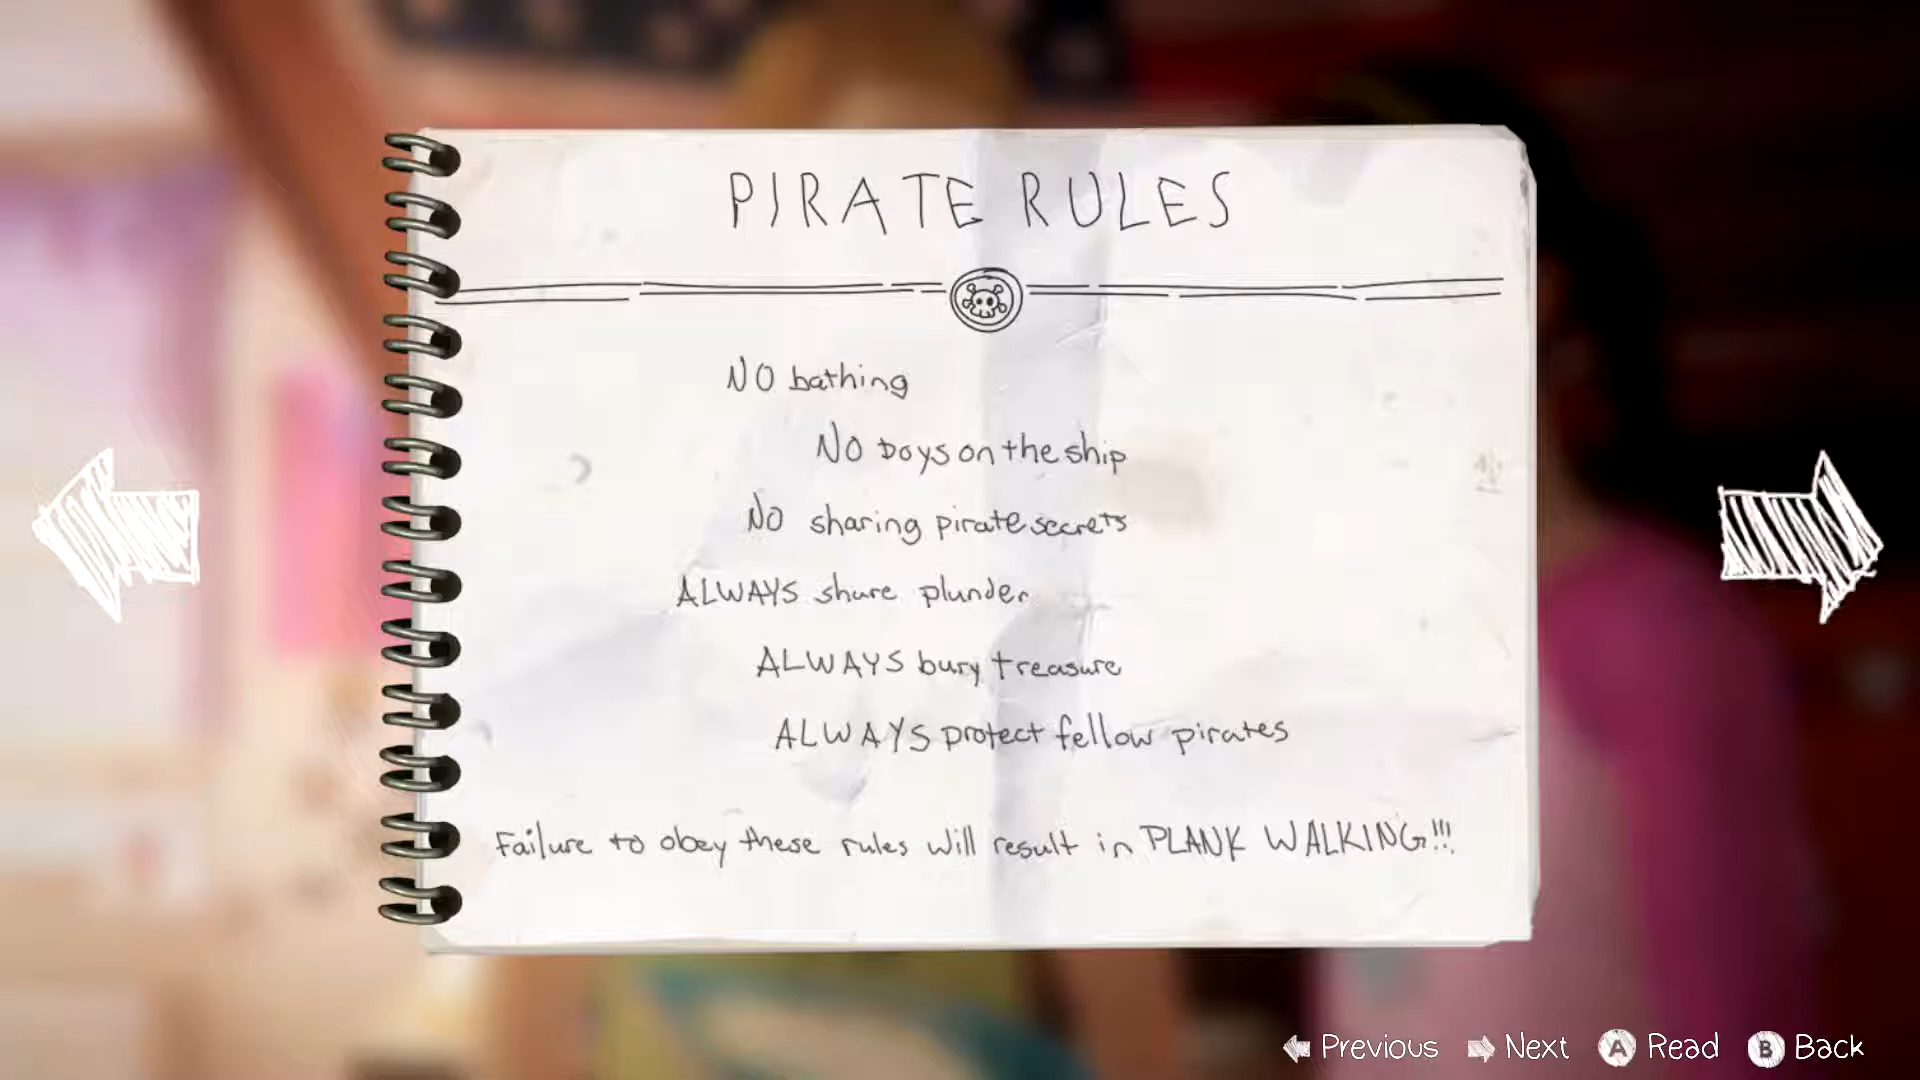 PIRATE RULES
NO bathing
NO boys on the ship
NO sharing pirate secrets
ALWAYS share plunder
ALWAYS bury treasure
ALWAYS protect fellow pirates
Failure to obey these rules will result in PLANK WALKING!!!
Previous Next A Read B Back